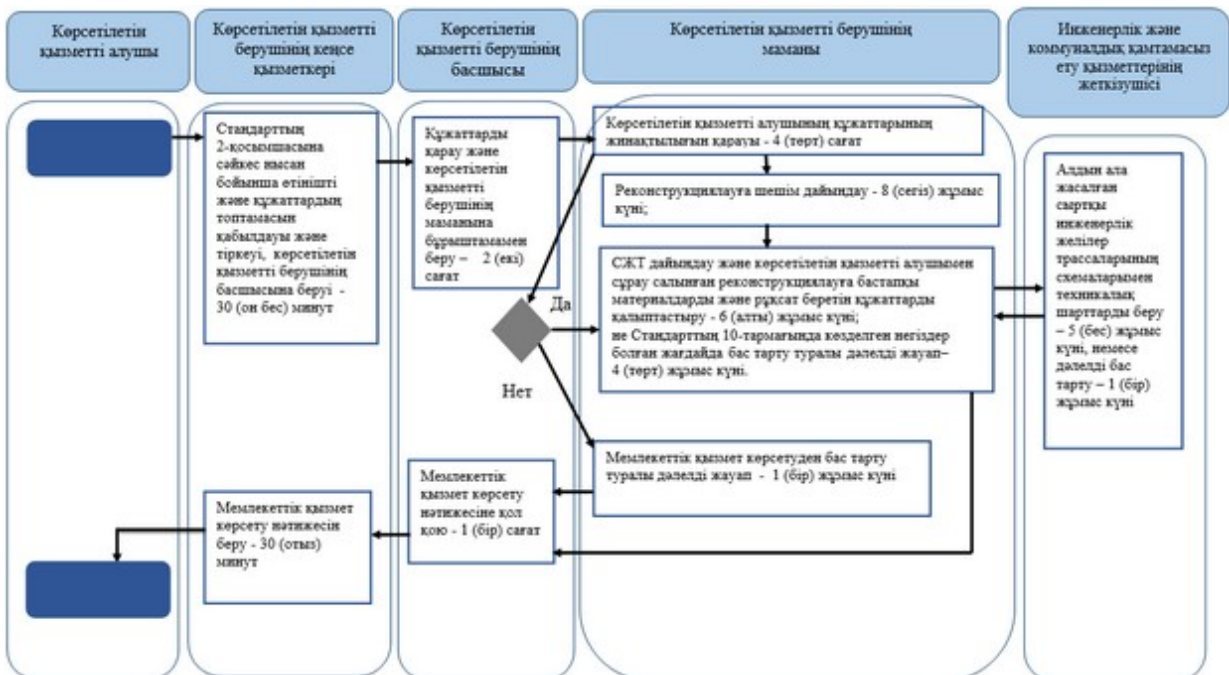 Көрсетілетін
қызметті алушы
Көрсетілетін қызметті
берушінің кеңсе
қызметкері
Көрсетілетін
қызметті берушінің
басшысы
Көрсетілетін қызметті берушінің
маманы
Инженерлік және
коммуналдық қамтамасыз
ету қызметтерінің
жеткізушісі
Стандарттың
2-қосымшасына
сәйкес нысан
бойынша өтінішті
және құжаттардың
топтамасын
қабылдауы және
тіркеуі, көрсетілетін
қызметті берушінің
басшысына беруі -
30 (он бес) минут
Құжаттарды
қарау және
көрсетілетін
қызметті
берушінің
маманына
бұрыштамамен
беру – 2 (екі)
сағат
Көрсетілетін қызметті алушының құжаттарының
жинақтылығын қарауы - 4 (төрт) сағат
Реконструкциялауға шешім дайындау - 8 (сегіз) жұмыс
күні;
СЖТ дайындау және көрсетілетін қызметті алушымен
сұрау салынған реконструкциялауға бастапқы
материалдарды және рұқсат беретін құжаттарды
қалыптастыру - 6 (алты) жұмыс күні;
не Стандарттың 10-тармағында көзделген негіздер
болған жағдайда бас тарту туралы дәлелді жауап–
4 (төрт) жұмыс күні.
Алдын ала
жасалған
сыртқы
инженерлік
желілер
трассаларының
схемаларымен
техникалық
шарттарды беру
– 5 (бес) жұмыс
күні, немесе
дәлелді бас
тарту – 1 (бір)
жұмыс күні
Да
Нет
Мемлекеттік қызмет көрсетуден бас тарту
туралы дәлелді жауап - 1 (бір) жұмыс күні
Мемлекеттік
қызмет көрсету
нәтижесіне қол
қою - 1 (бір) сағат
Мемлекеттік қызмет
көрсету нәтижесін
беру - 30 (отыз)
минут